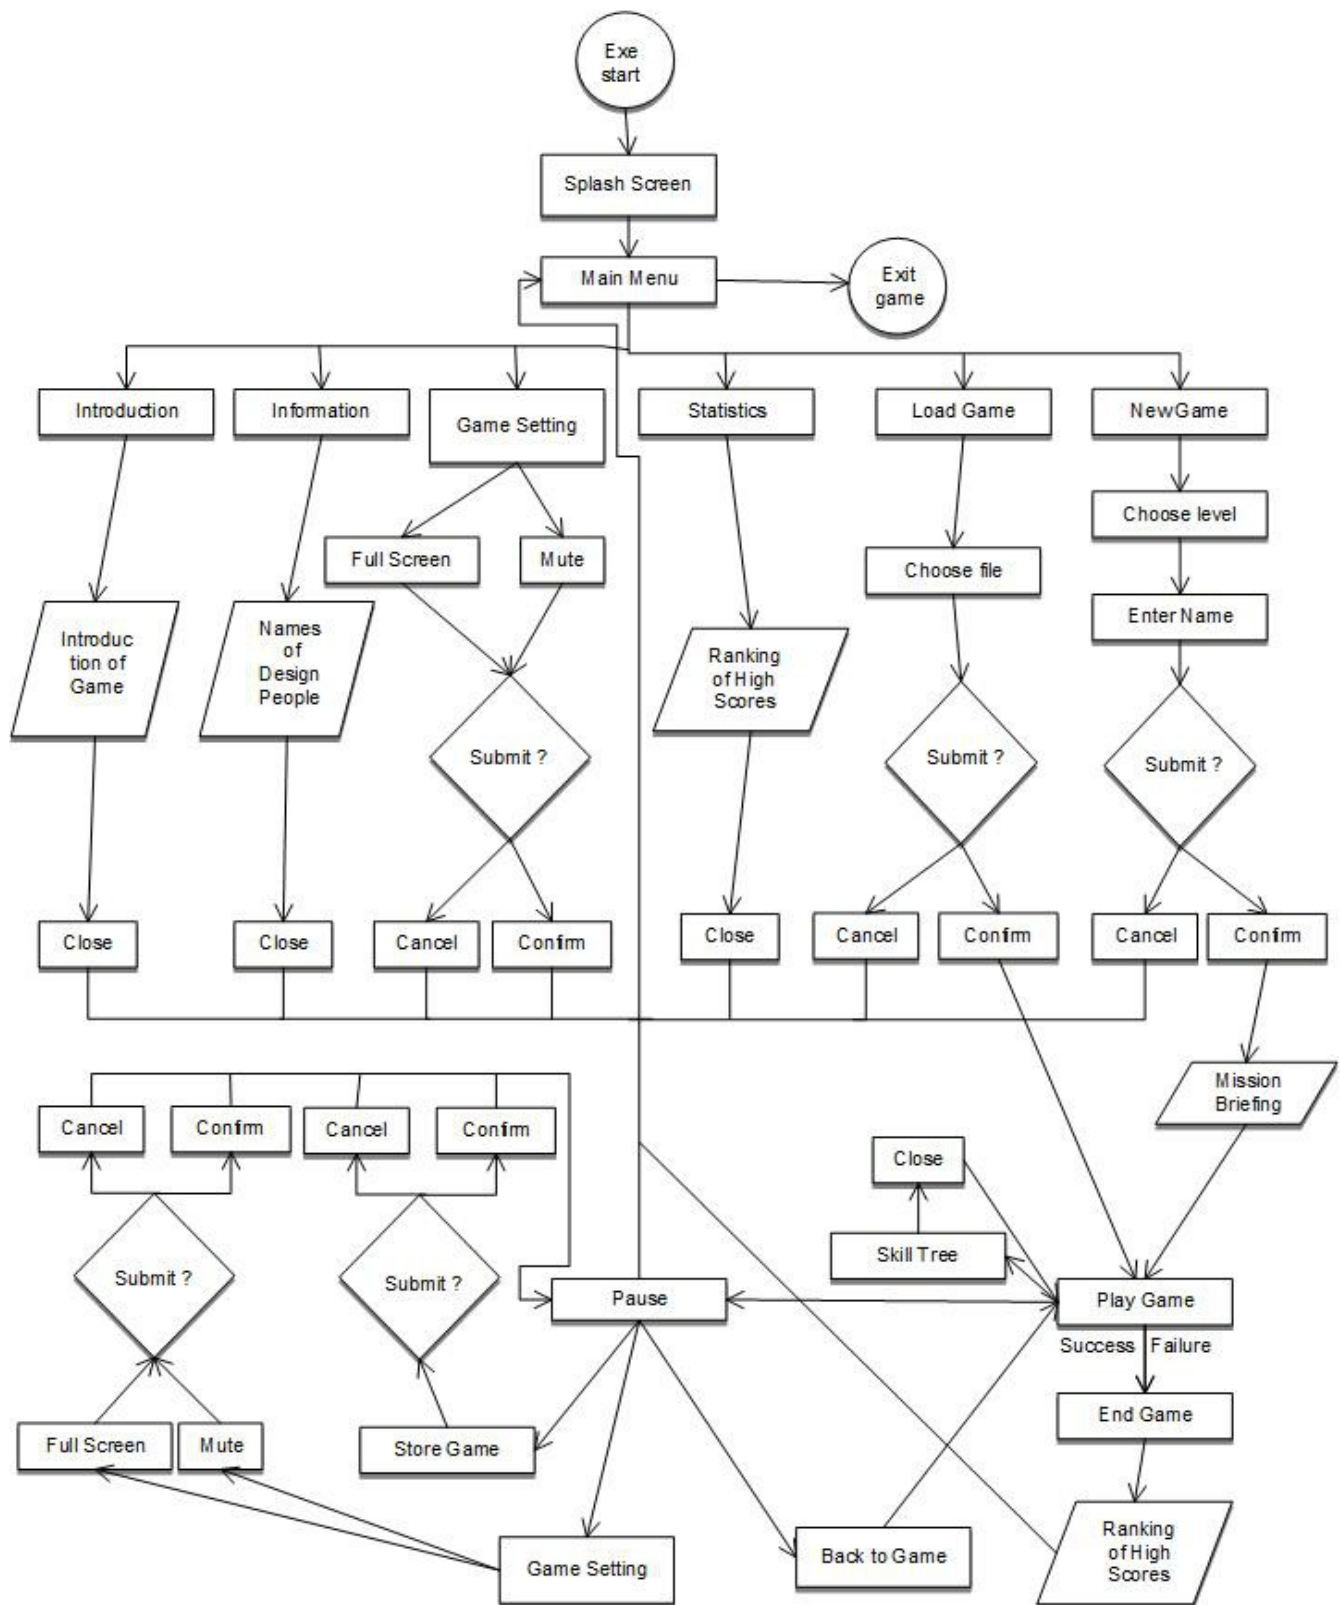 Exe
start
Splash Screen
Main Menu
Exit
game
Introduction
Information
Game Setting
Statistics
Load Game
New Game
Full Screen
Mute
Choose level
Choose file
Enter Name
Introduc
tion of
Game
Names
of
Design
People
Ranking
of High
Scores
Submit ?
Submit ?
Submit ?
Close
Close
Cancel
Confirm
Close
Cancel
Confirm
Cancel
Confirm
Mission
Briefing
Cancel
Confirm
Cancel
Confirm
Close
Skill Tree
Submit ?
Submit ?
Pause
Play Game
Success
Failure
End Game
Full Screen
Mute
Store Game
Game Setting
Back to Game
Ranking
of High
Scores